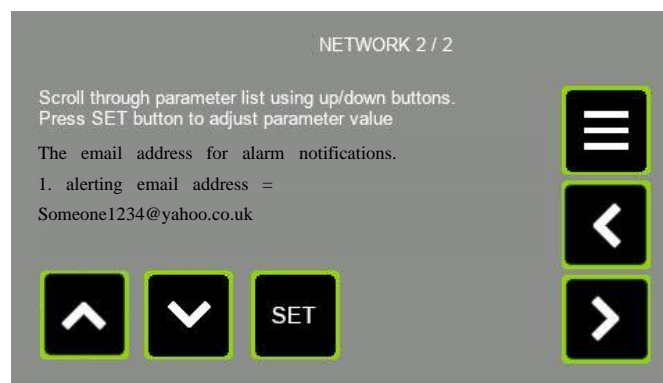 NETWORK 2 / 2
Scroll through parameter list using up/down buttons.
Press SET button to adjust parameter value
The email address for alarm notifications.
1. alerting email address =
Someone1234@yahoo.co.uk
SET